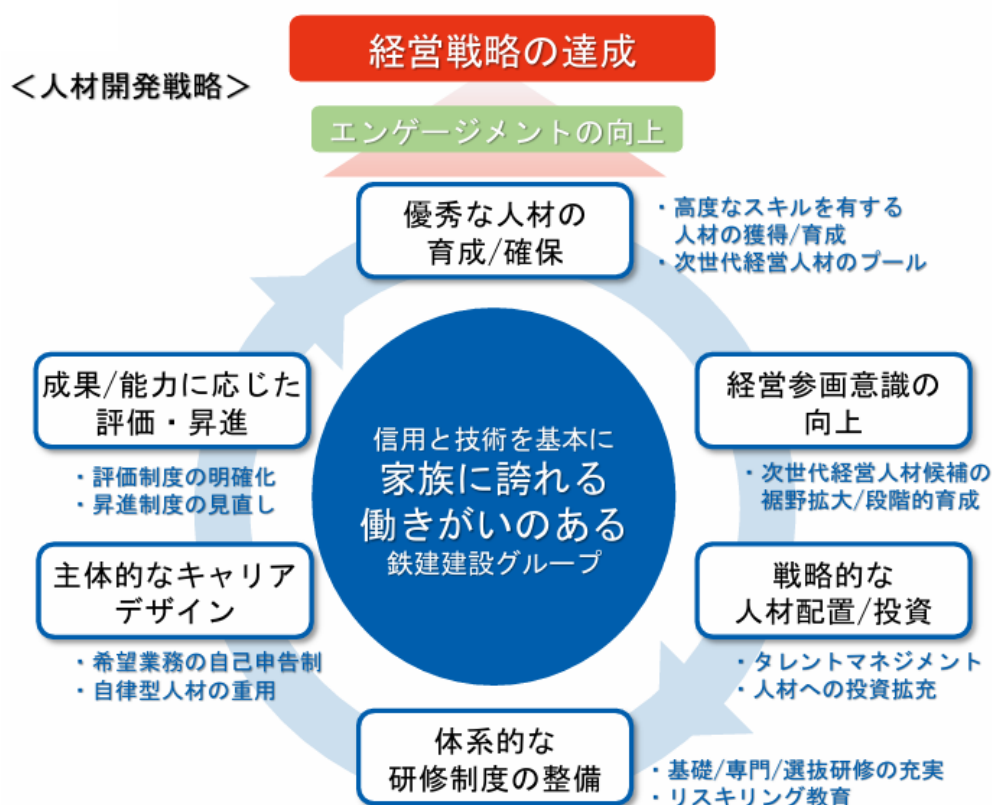 経営戦略の達成
＜人材開発戦略＞
エンゲージメントの向上
優秀な人材の
育成/確保
・高度なスキルを有する
人材の獲得/育成
・次世代経営人材のプール
経営参画意識の
向上
・次世代経営人材候補の
裾野拡大/段階的育成
戦略的な
人材配置/投資
・タレントマネジメント
・人材への投資拡充
体系的な
研修制度の整備
・基礎/専門/選抜研修の充実
・リスキリング教育
主体的なキャリア
デザイン
・希望業務の自己申告制
・自律型人材の重用
成果/能力に応じた
評価・昇進
・評価制度の明確化
・昇進制度の見直し
信用と技術を基本に
家族に誇れる
働きがいのある
鉄建建設グループ